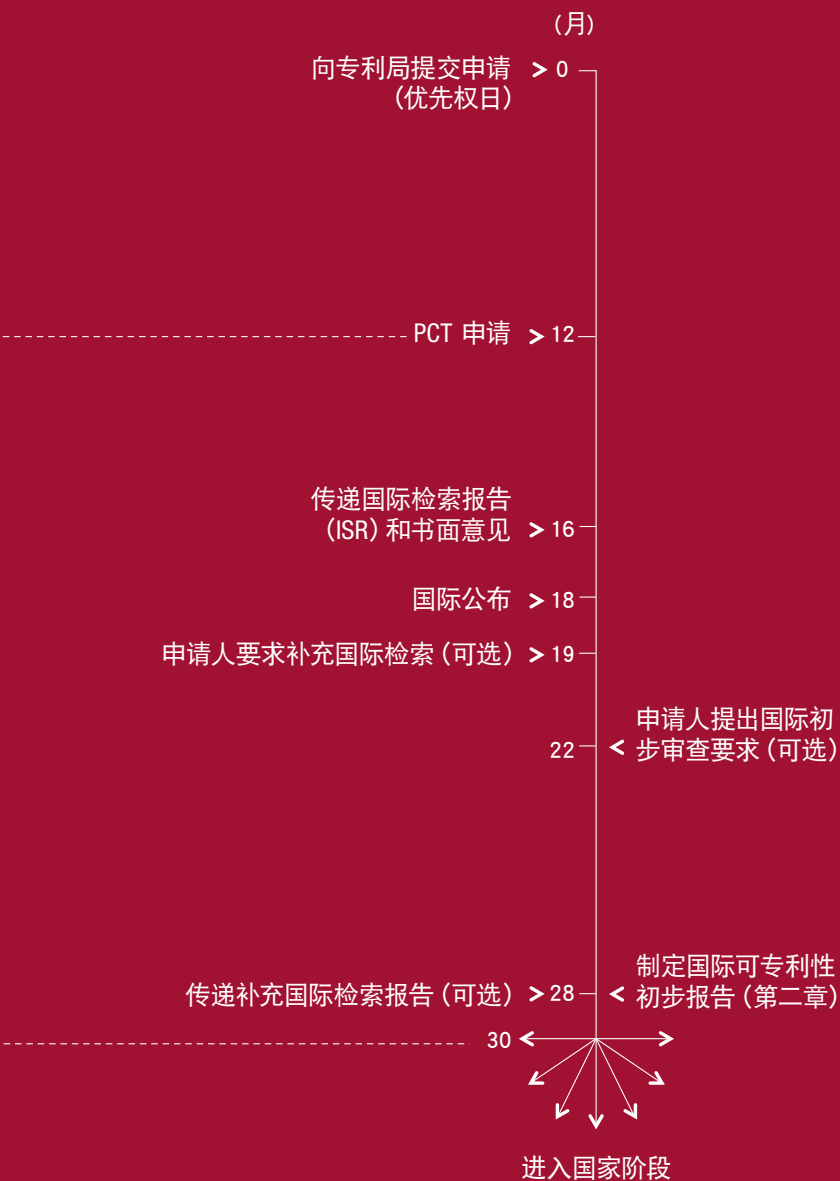 (月)
向专利局提交申请 > 0
(优先权日)
PCT 申请 > 12
传递国际检索报告
(ISR) 和书面意见 > 16
国际公布 > 18
申请人要求补充国际检索 (可选) > 19
申请人提出国际初
22 < 步审查要求 (可选)
制定国际可专利性
传递补充国际检索报告 (可选) > 28 < 初步报告 (第二章)
30
进入国家阶段